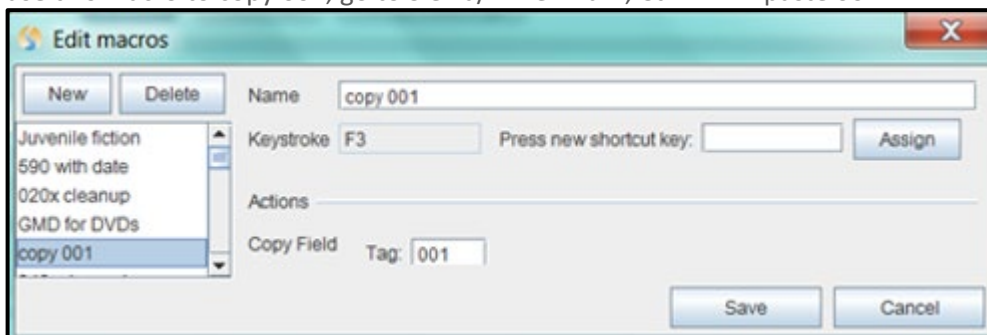 Edit macros
New Delete
Name copy 001
Juvenile fiction
590 with date
020x cleanup
GMD for DVDs
copy 001
Keystroke F3 Press new shortcut key: Assign
Actions
Copy Field Tag: 001
Save Cancel